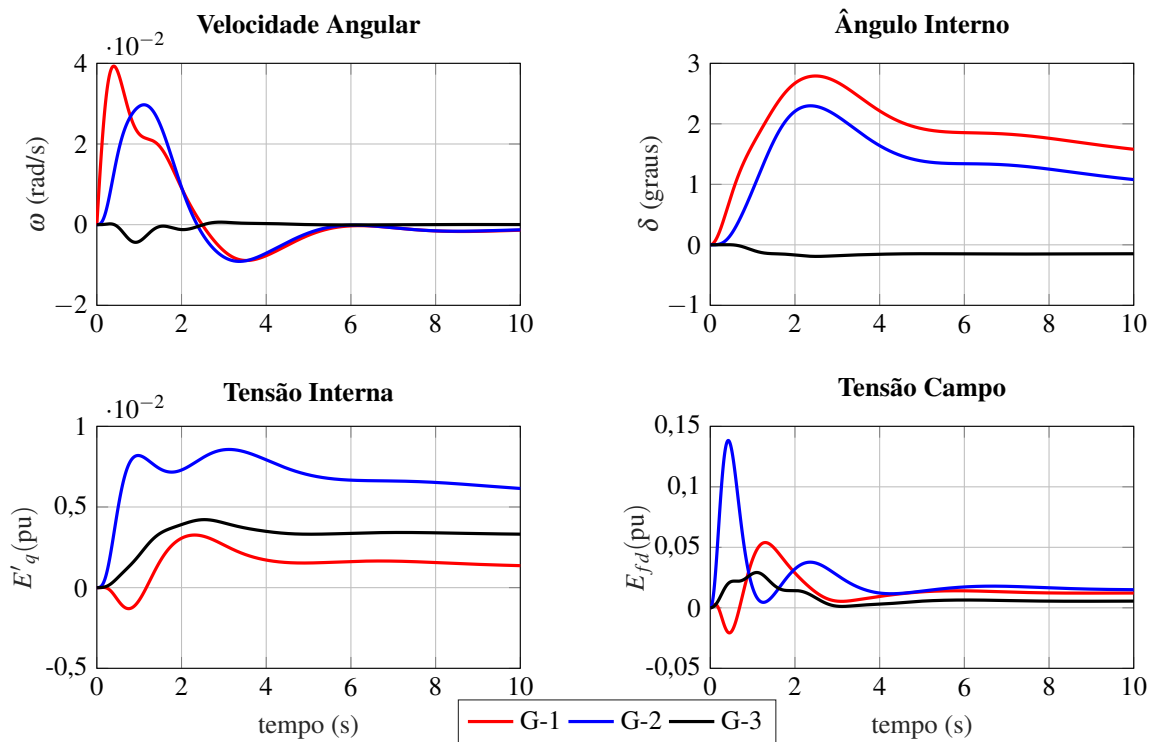 Velocidade Angular
·10−2
4
2
0
−2
ω (rad/s)
0 2 4 6 8 10
Ângulo Interno
3
2
1
0
−1
δ (graus)
0 2 4 6 8 10
Tensão Interna
·10−2
1
0,5
0
-0,5
E′q(pu)
0 2 4 6 8 10
tempo (s)
Tensão Campo
0,15
0,1
0,05
0
-0,05
Efd(pu)
0 2 4 6 8 10
tempo (s)
G-1 G-2 G-3